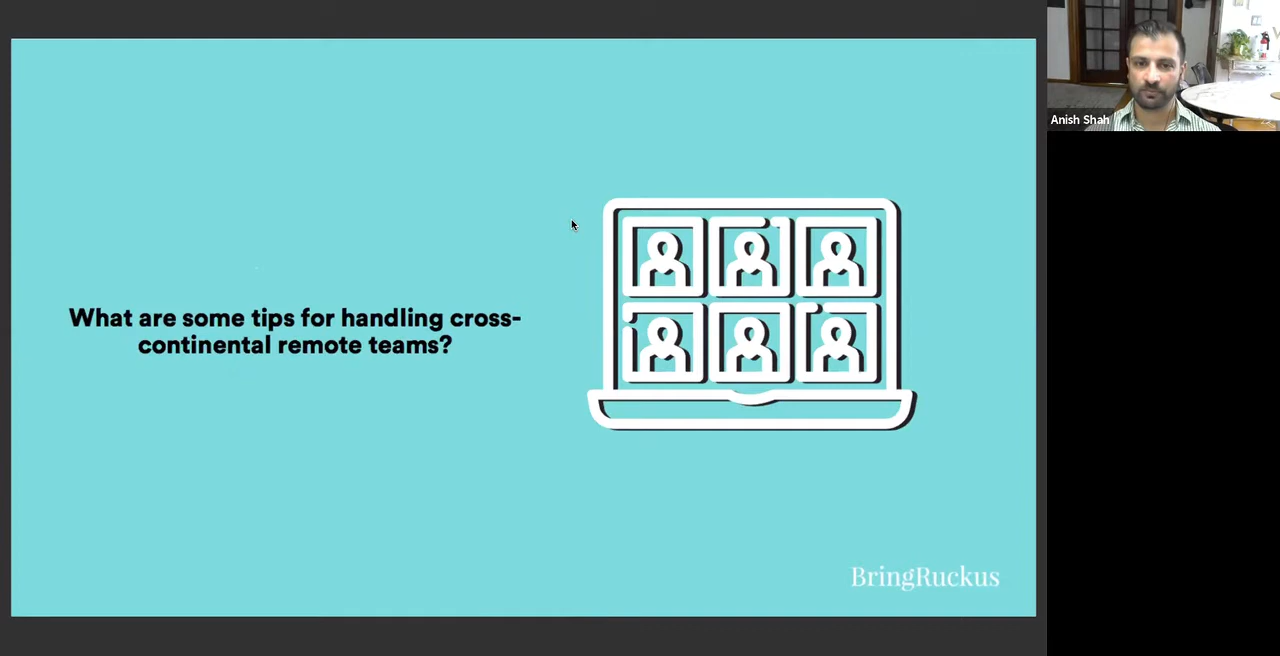 What are some tips for handling cross-
continental remote teams?
BringRuckus
Anish Shah